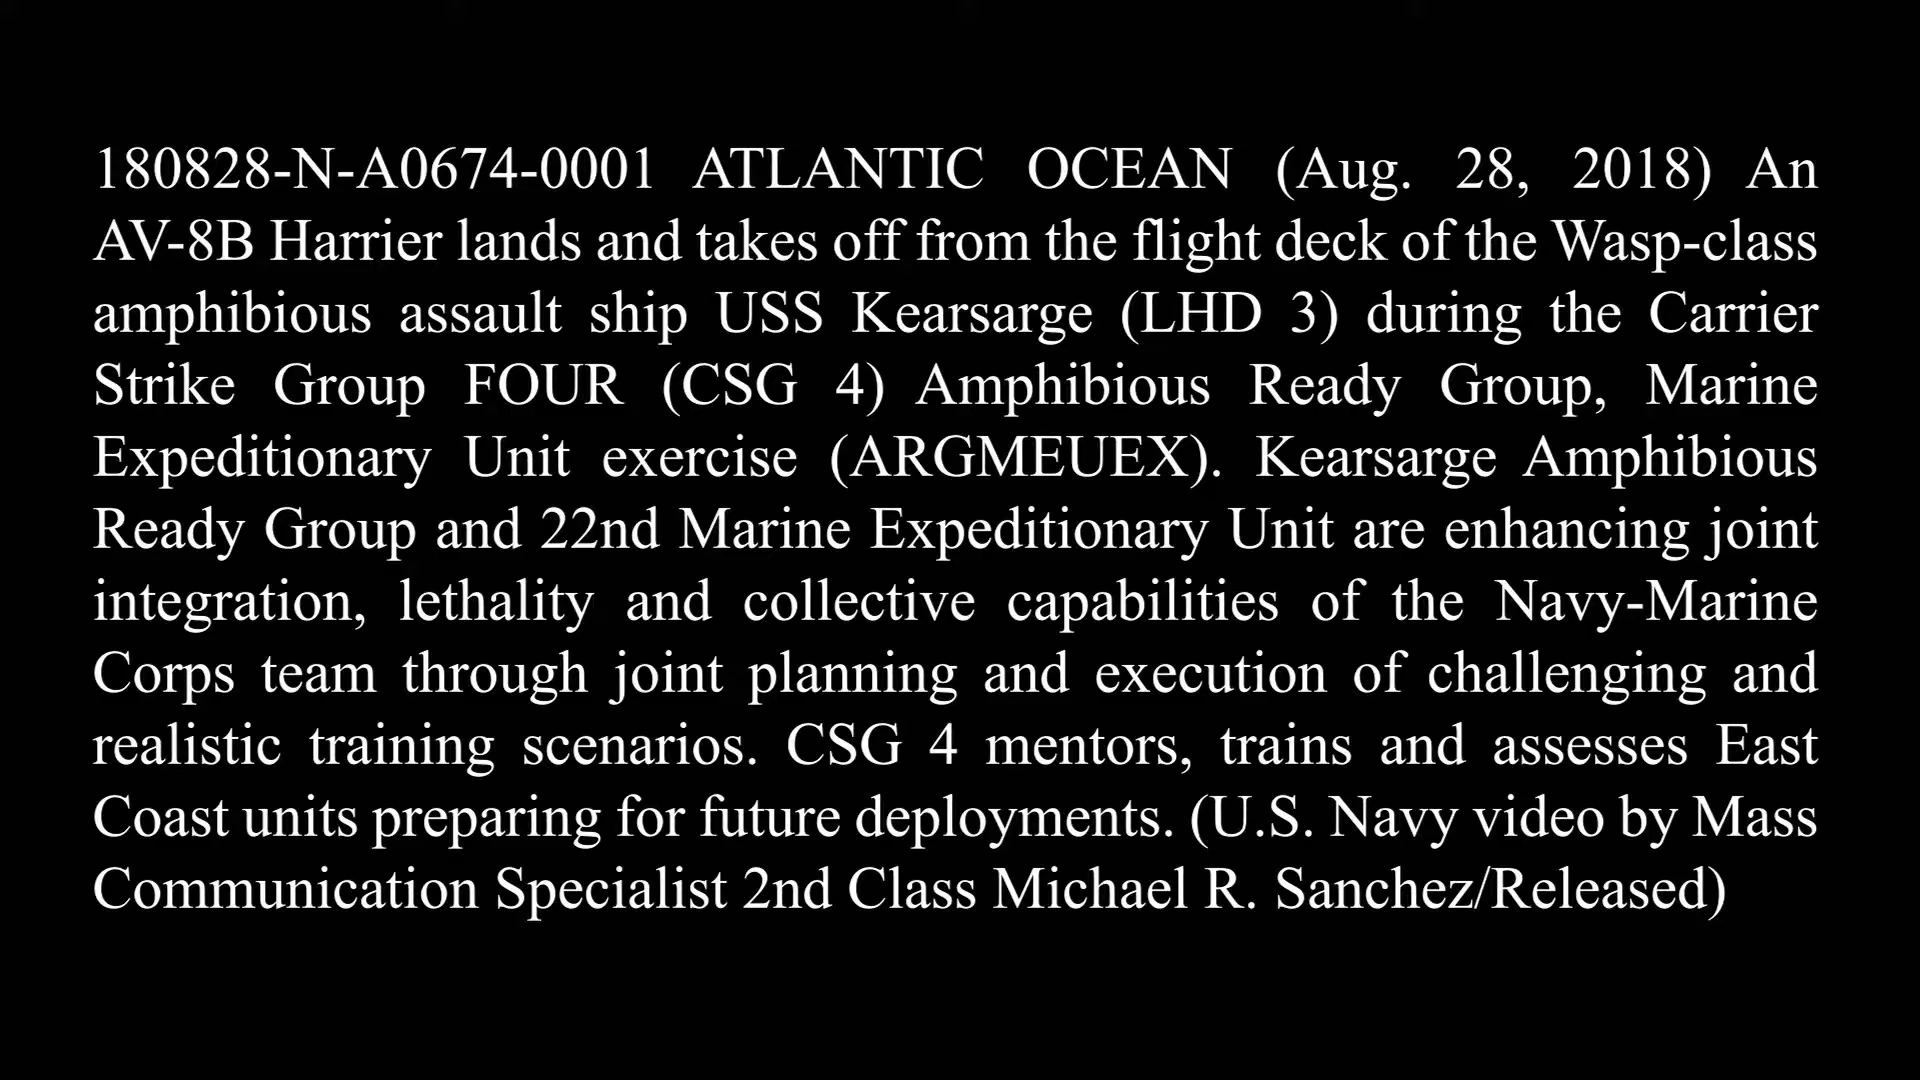 180828-N-A0674-0001 ATLANTIC OCEAN (Aug. 28, 2018) An
AV-8B Harrier lands and takes off from the flight deck of the Wasp-class
amphibious assault ship USS Kearsarge (LHD 3) during the Carrier
Strike Group FOUR (CSG 4) Amphibious Ready Group, Marine
Expeditionary Unit exercise (ARGMEUEX). Kearsarge Amphibious
Ready Group and 22nd Marine Expeditionary Unit are enhancing joint
integration, lethality and collective capabilities of the Navy-Marine
Corps team through joint planning and execution of challenging and
realistic training scenarios. CSG 4 mentors, trains and assesses East
Coast units preparing for future deployments. (U.S. Navy video by Mass
Communication Specialist 2nd Class Michael R. Sanchez/Released)